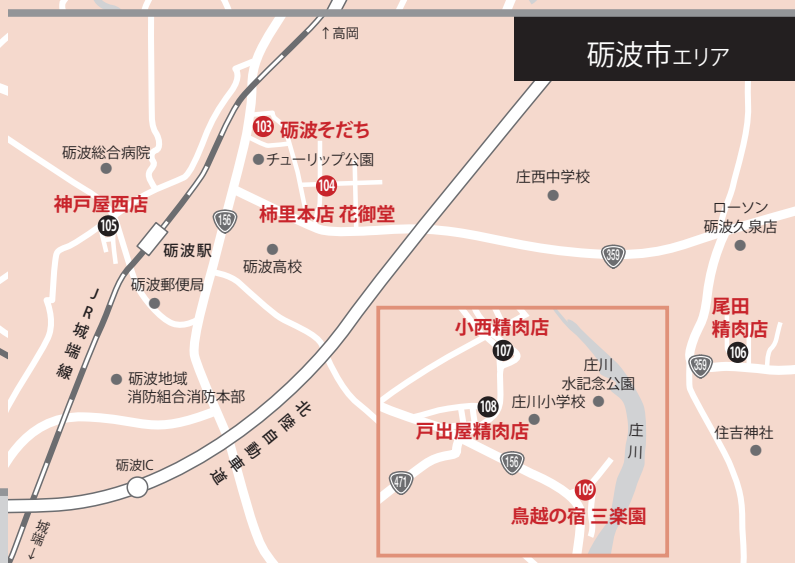 砺波市エリア
↑高岡
103 砺波そだち
チューリップ公園
砺波総合病院
104
柿里本店 花御堂
神戸屋西店
105
156
砺波駅
砺波高校
砺波郵便局
庄西中学校
359
ローソン
砺波久泉店
尾田
精肉店
106
359
住吉神社
JR城端線
砺波地域
消防組合消防本部
北陸自動車道
砺波IC
城端→
小西精肉店
107
庄川
水記念公園
108
庄川小学校
戸出屋精肉店
庄川
156
471
109
鳥越の宿 三楽園